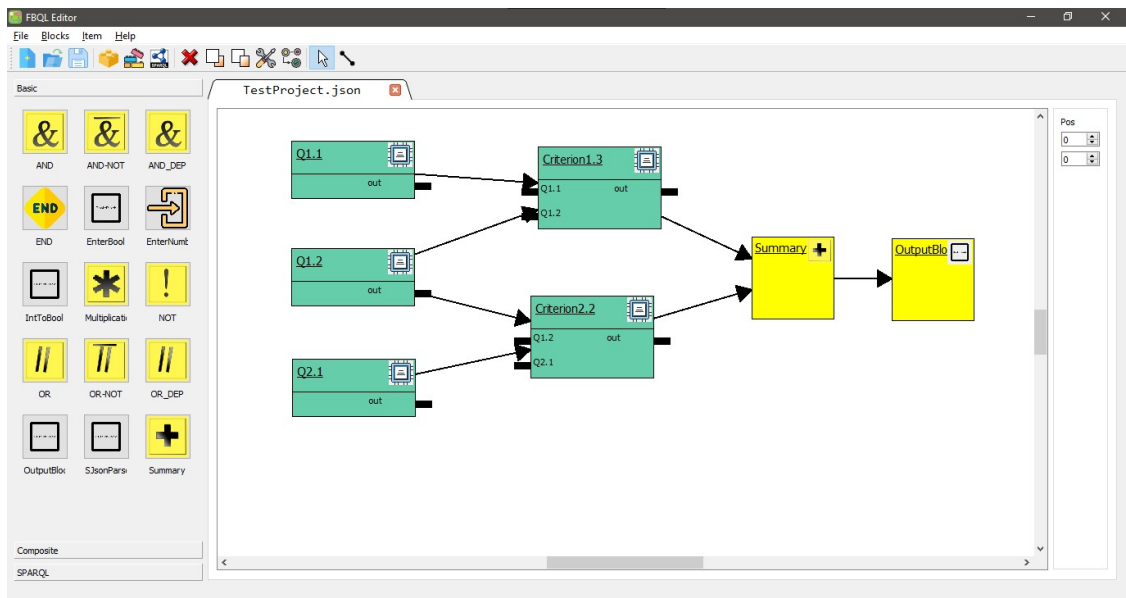 FBQL Editor
File Blocks Item Help
SPARQL
Basic
TestProject.json
Pos
0
0
& & &
AND AND-NOT AND_DEP
END
END EnterBool EnterNumb
IntToBool Multiplicati NOT
OR OR-NOT OR_DEP
OutputBloc SJsonParse Summary
Composite
SPARQL
Q1.1
out
Q1.2
out
Q2.1
out
Criterion1.3
Q1.1 out
Q1.2
Criterion2.2
Q1.2 out
Q2.1
Summary
OutputBlo